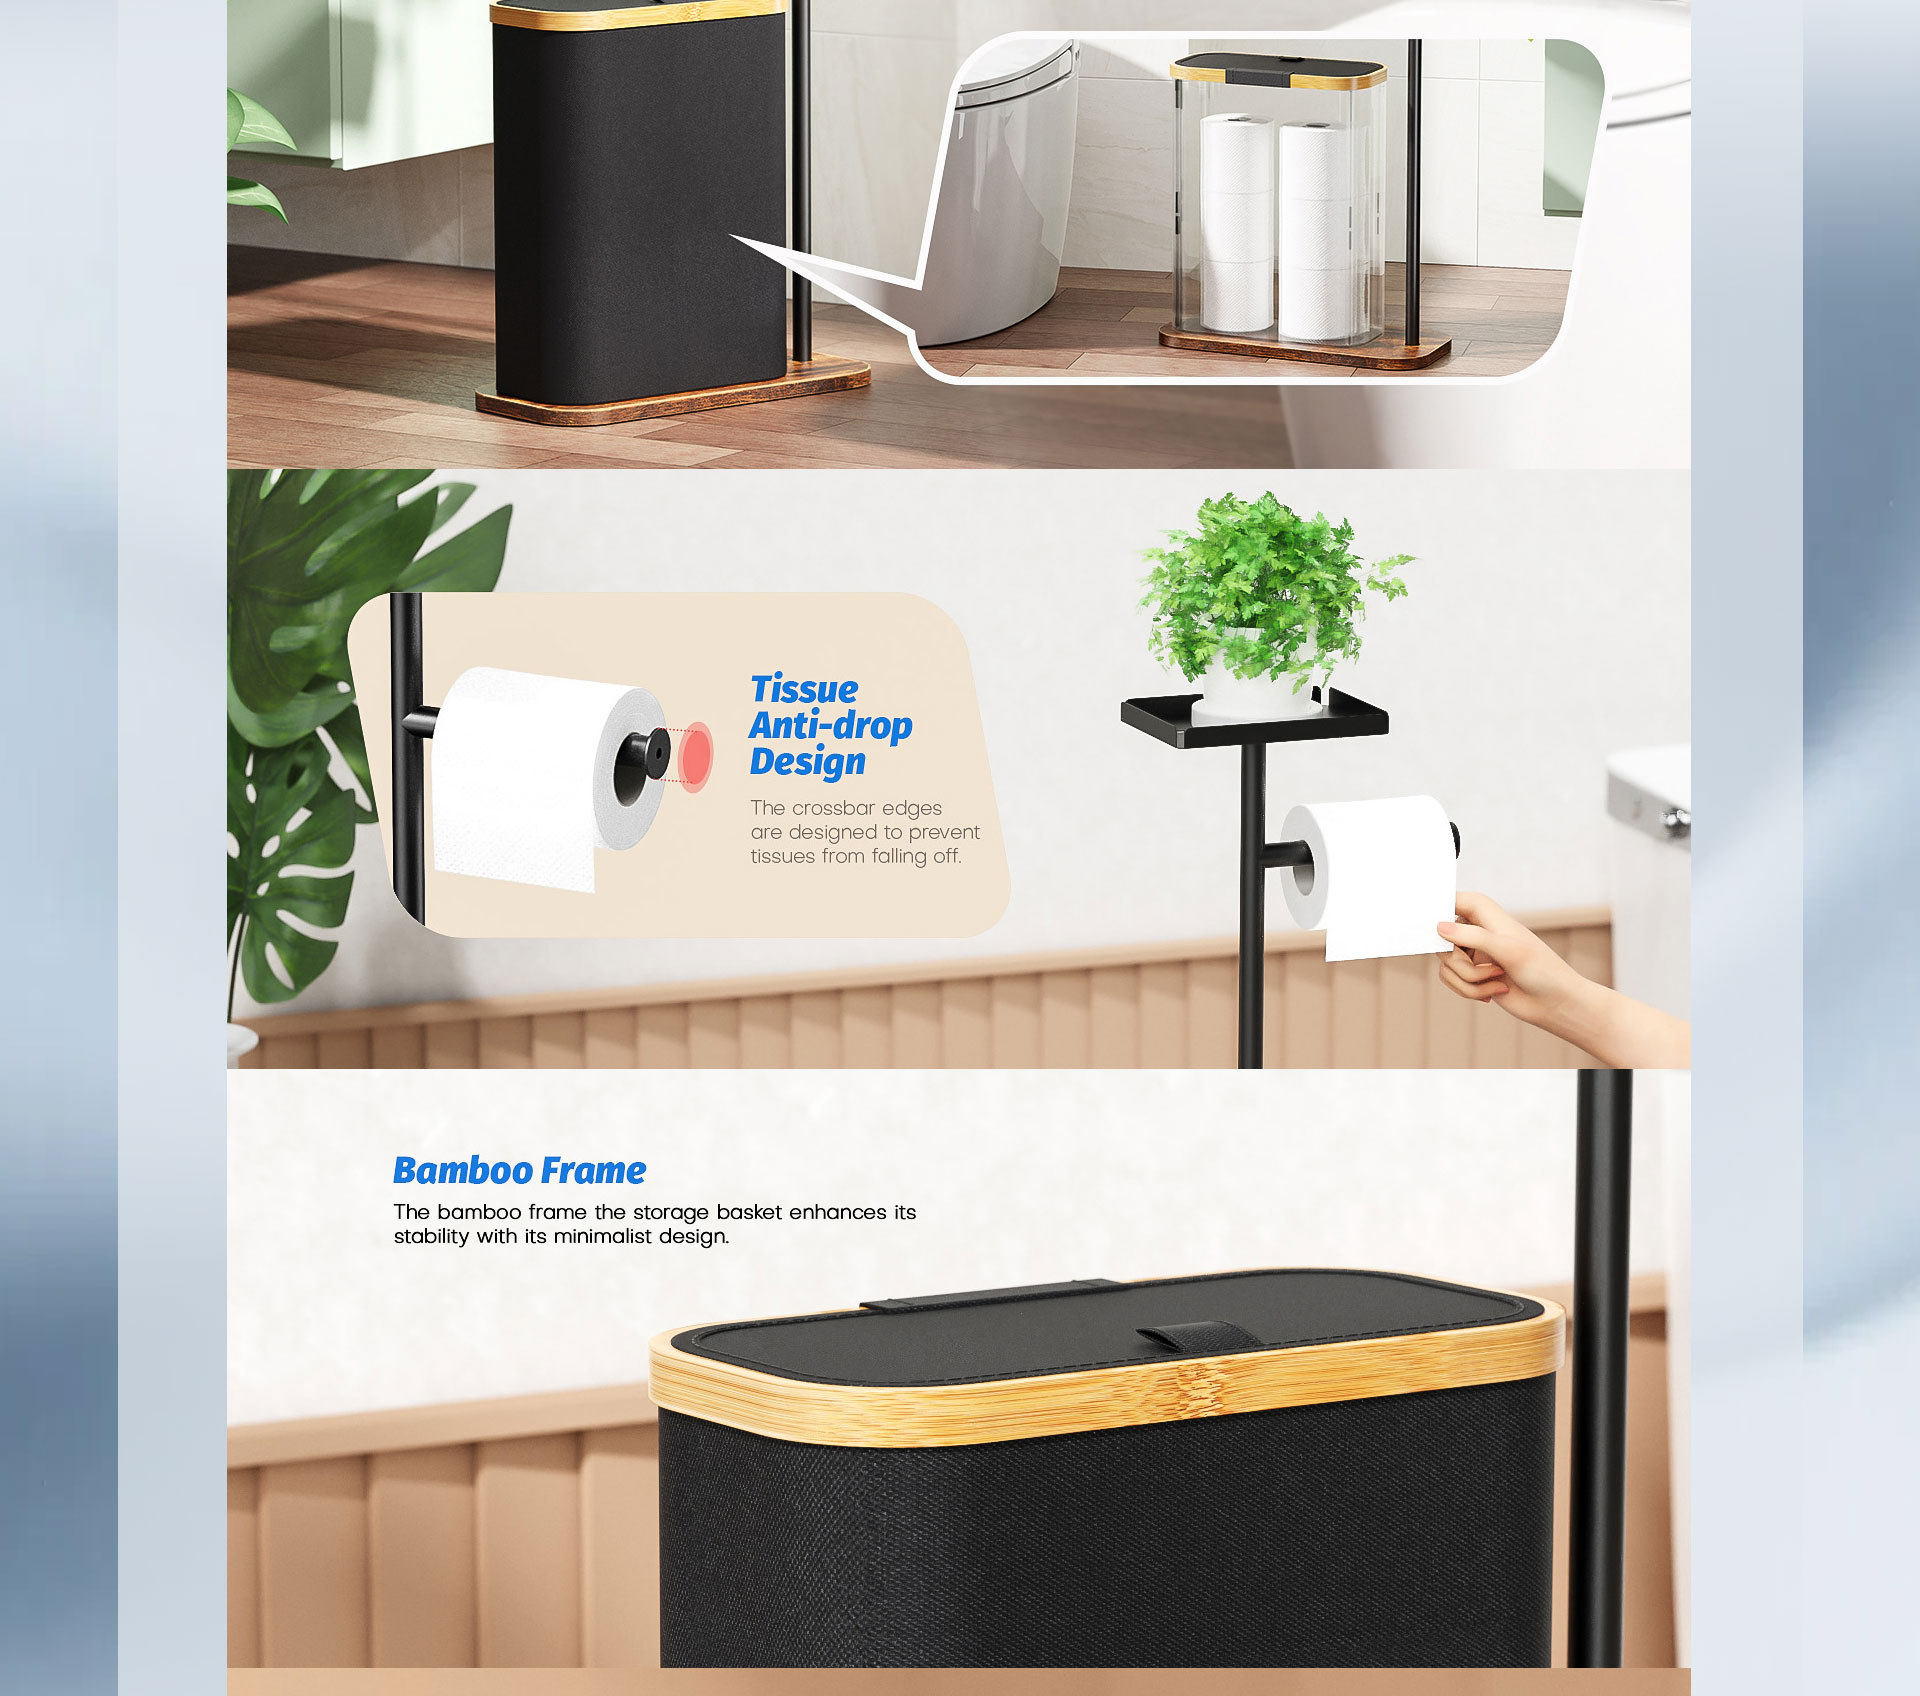 Tissue
Anti-drop
Design
The crossbar edges
are designed to prevent
tissues from falling off.
Bamboo Frame
The bamboo frame the storage basket enhances its
stability with its minimalist design.